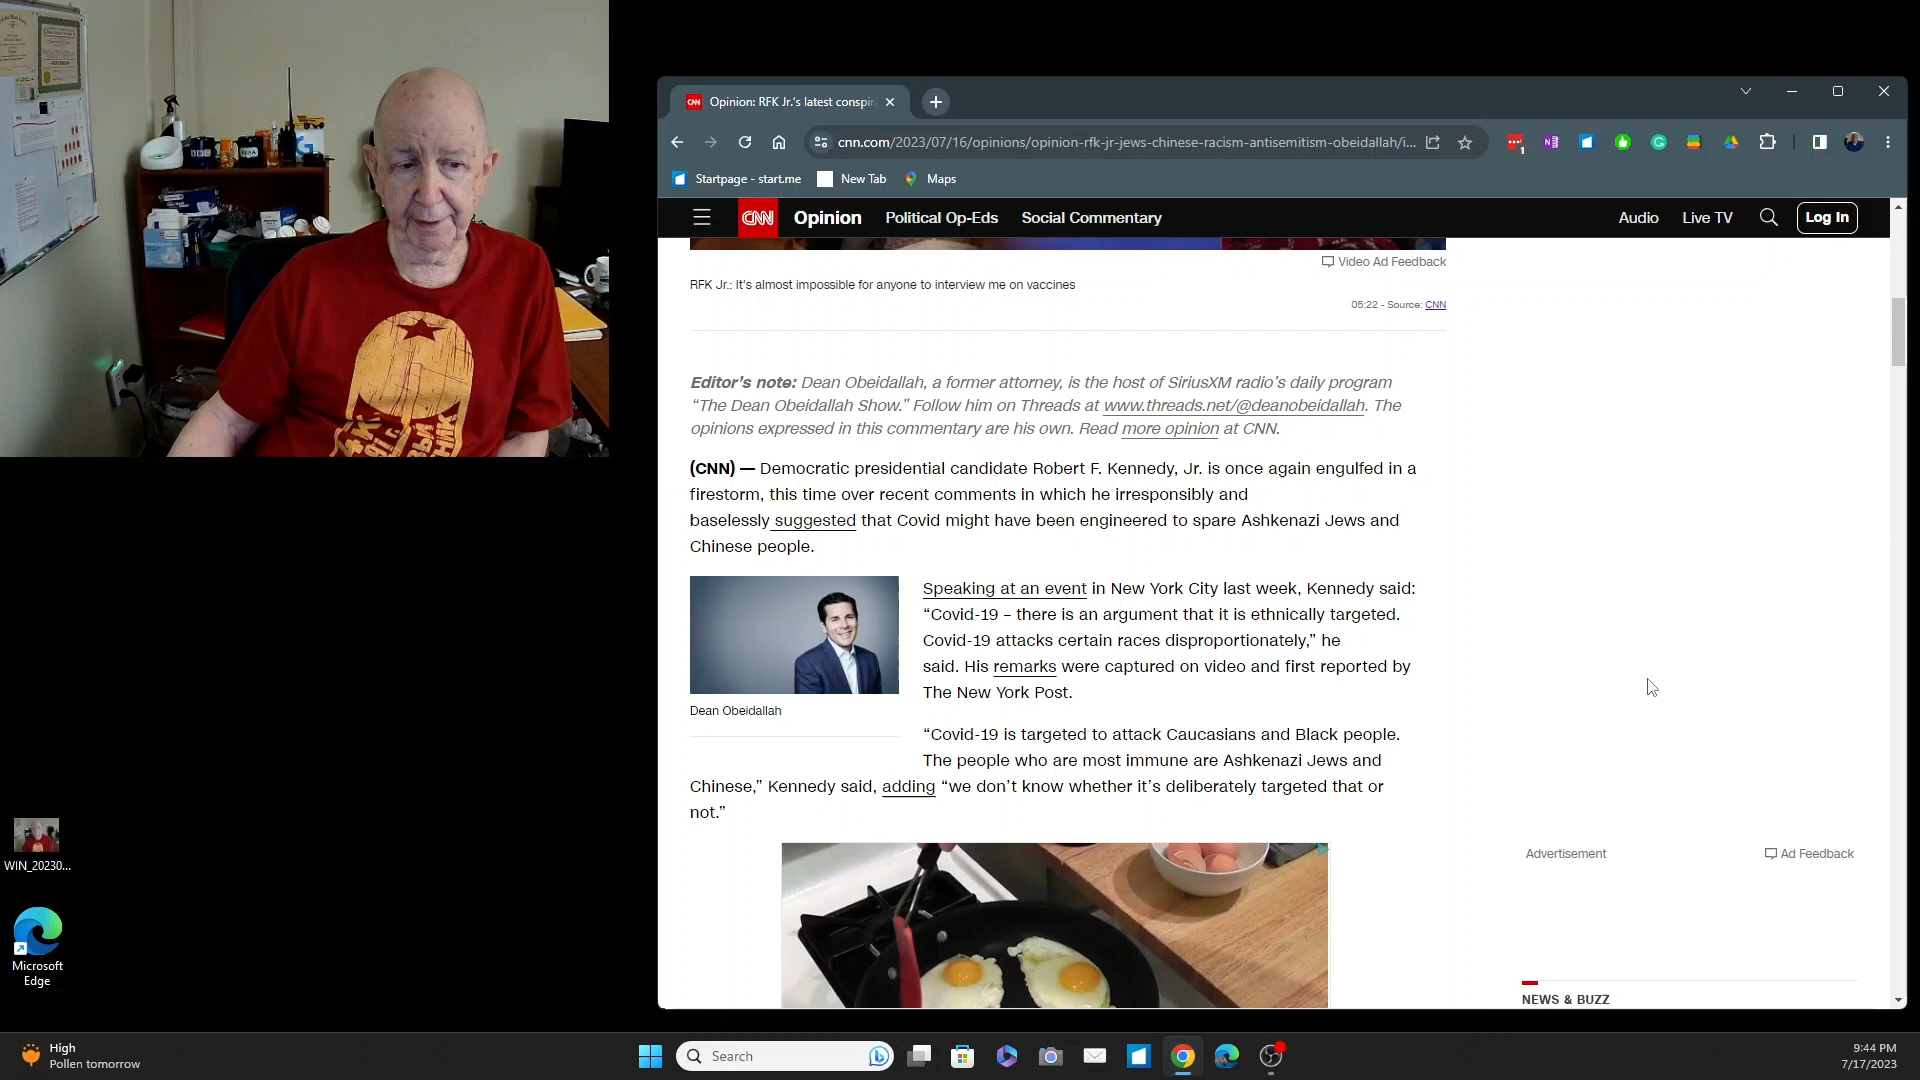 Opinion: RFK Jr.'s latest conspir
cnn.com/2023/07/16/opinions/opinion-rfk-jr-jews-chinese-racism-antisemitism-obeidallah/i...
Startpage - start.me
New Tab
Maps
CNN
Opinion
Political Op-Eds
Social Commentary
Audio
Live TV
Log In
Video Ad Feedback
RFK Jr.: It's almost impossible for anyone to interview me on vaccines
05:22 - Source: CNN
Editor's note: Dean Obeidallah, a former attorney, is the host of SiriusXM radio's daily program
“The Dean Obeidallah Show.” Follow him on Threads at www.threads.net/@deanobeidallah. The
opinions expressed in this commentary are his own. Read more opinion at CNN.
(CNN) — Democratic presidential candidate Robert F. Kennedy, Jr. is once again engulfed in a
firestorm, this time over recent comments in which he irresponsibly and
baselessly suggested that Covid might have been engineered to spare Ashkenazi Jews and
Chinese people.
Speaking at an event in New York City last week, Kennedy said:
“Covid-19 – there is an argument that it is ethnically targeted.
Covid-19 attacks certain races disproportionately,” he
said. His remarks were captured on video and first reported by
The New York Post.
Dean Obeidallah
“Covid-19 is targeted to attack Caucasians and Black people.
The people who are most immune are Ashkenazi Jews and
Chinese,” Kennedy said, adding “we don't know whether it's deliberately targeted that or
not.”
Advertisement
Ad Feedback
NEWS & BUZZ
WIN_20230...
Microsoft
Edge
High
Pollen tomorrow
Search
9:44 PM
7/17/2023